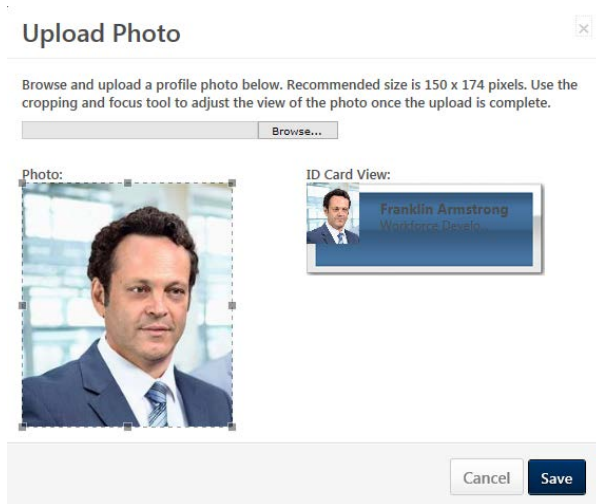 Upload Photo
Browse and upload a profile photo below. Recommended size is 150 x 174 pixels. Use the
cropping and focus tool to adjust the view of the photo once the upload is complete.
Browse...
Photo:
ID Card View:
Franklin Armstrong
Workforce Develo...
Cancel
Save